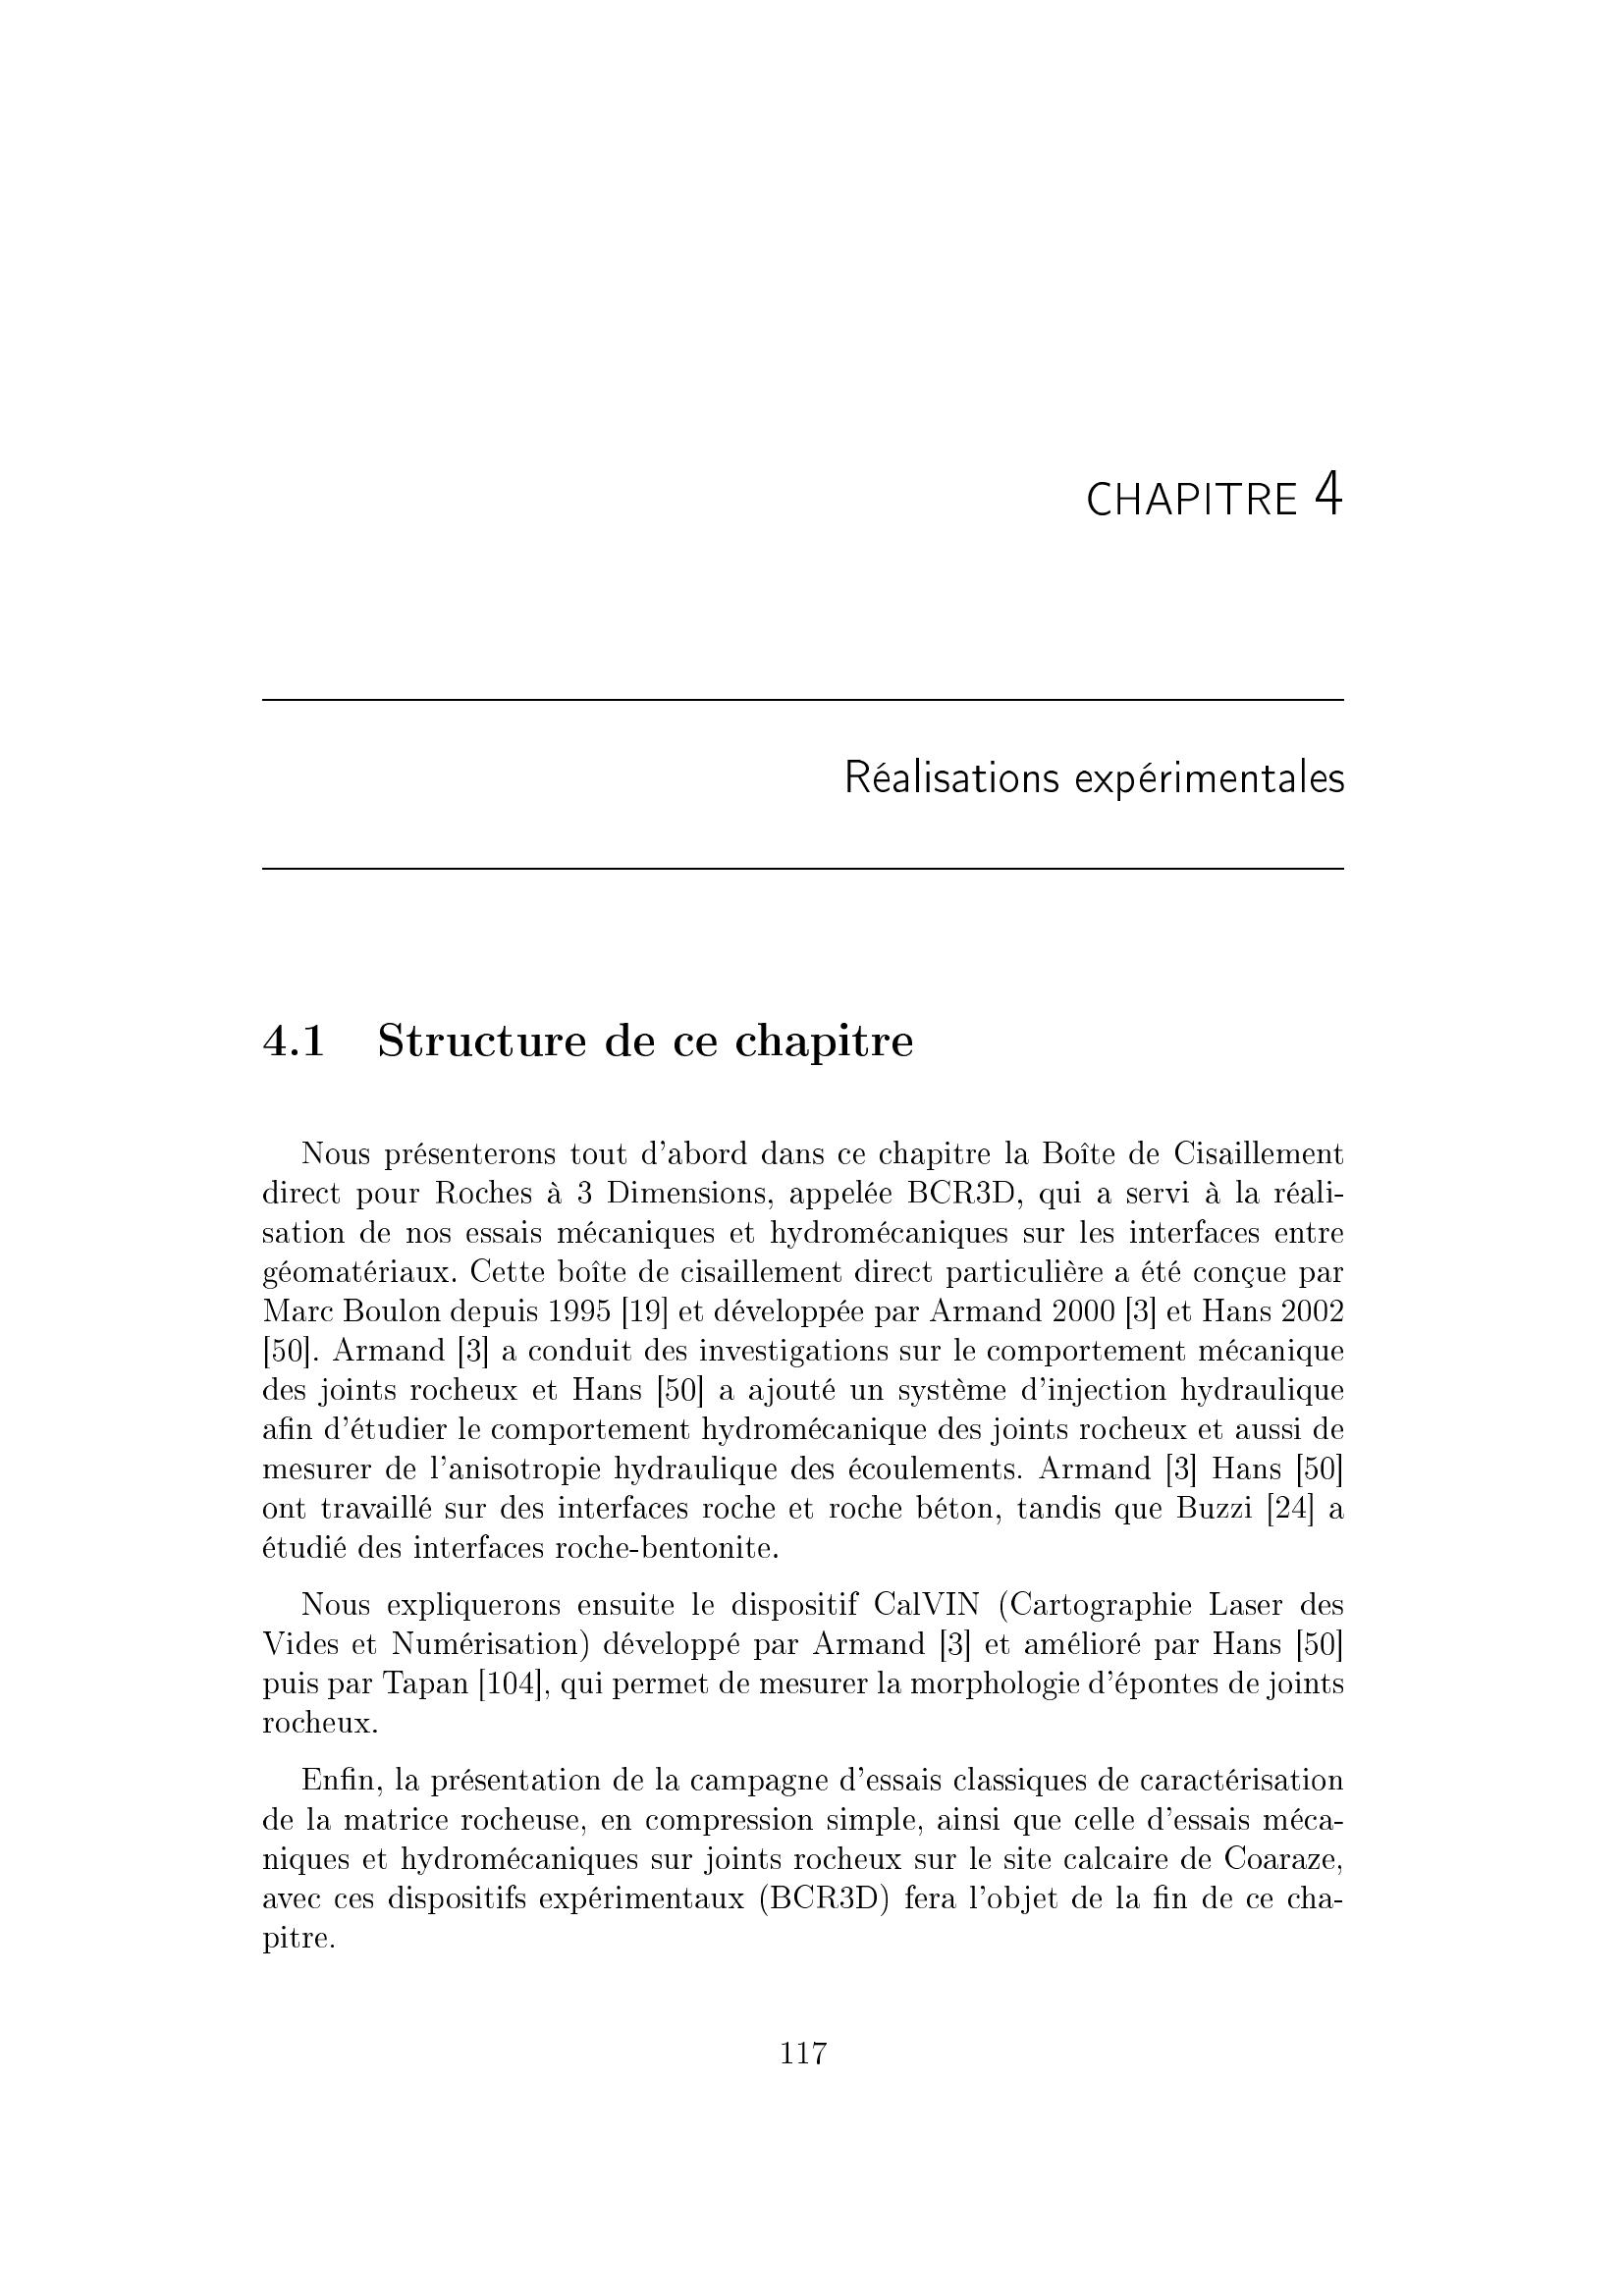 CHAPITRE 4
Réalisations expérimentales
4.1 Structure de ce chapitre
Nous présenterons tout d'abord dans ce chapitre la Boîte de Cisaillement
direct pour Roches à 3 Dimensions, appelée BCR3D, qui a servi à la réali-
sation de nos essais mécaniques et hydromécaniques sur les interfaces entre
géomatériaux. Cette boîte de cisaillement direct particulière a été conçue par
Marc Boulon depuis 1995 [19] et développée par Armand 2000 [3] et Hans 2002
[50]. Armand [3] a conduit des investigations sur le comportement mécanique
des joints rocheux et Hans [50] a ajouté un système d'injection hydraulique
afin d'étudier le comportement hydromécanique des joints rocheux et aussi de
mesurer de l'anisotropie hydraulique des écoulements. Armand [3] Hans [50]
ont travaillé sur des interfaces roche et roche béton, tandis que Buzzi [24] a
étudié des interfaces roche-bentonite.
Nous expliquerons ensuite le dispositif CalVIN (Cartographie Laser des
Vides et Numérisation) développé par Armand [3] et amélioré par Hans [50]
puis par Tapan [104], qui permet de mesurer la morphologie d'épontes de joints
rocheux.
Enfin, la présentation de la campagne d'essais classiques de caractérisation
de la matrice rocheuse, en compression simple, ainsi que celle d'essais méca-
niques et hydromécaniques sur joints rocheux sur le site calcaire de Coaraze,
avec ces dispositifs expérimentaux (BCR3D) fera l'objet de la fin de ce cha-
pitre.
117